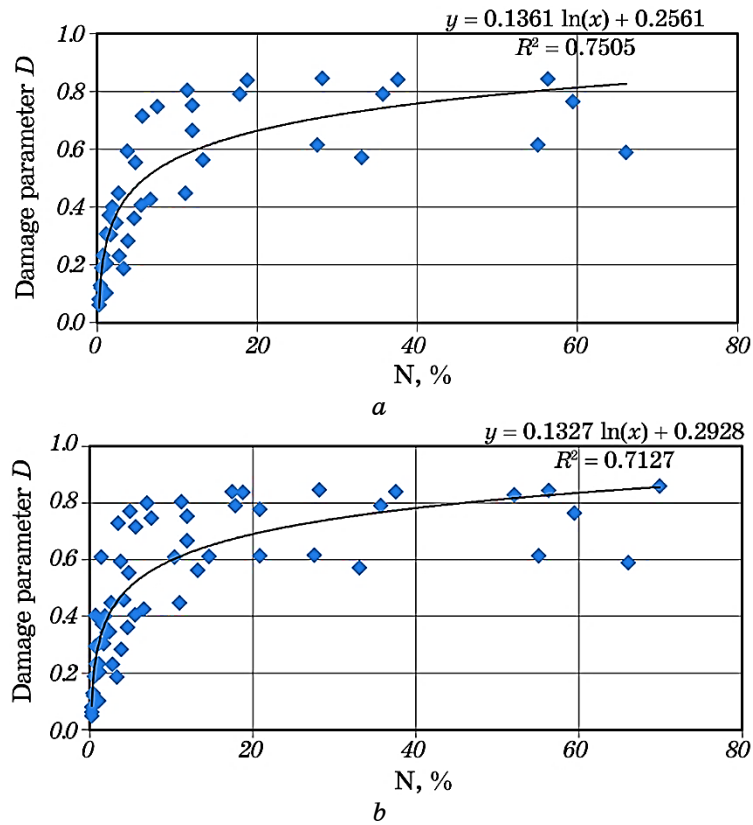 y = 0.1361 ln(x) + 0.2561
R² = 0.7505
1.0
0.8
0.6
0.4
0.2
0.0
Damage parameter D
0 20 40 60 80
N, %
a
y = 0.1327 ln(x) + 0.2928
R² = 0.7127
1.0
0.8
0.6
0.4
0.2
0.0
Damage parameter D
0 20 40 60 80
N, %
b